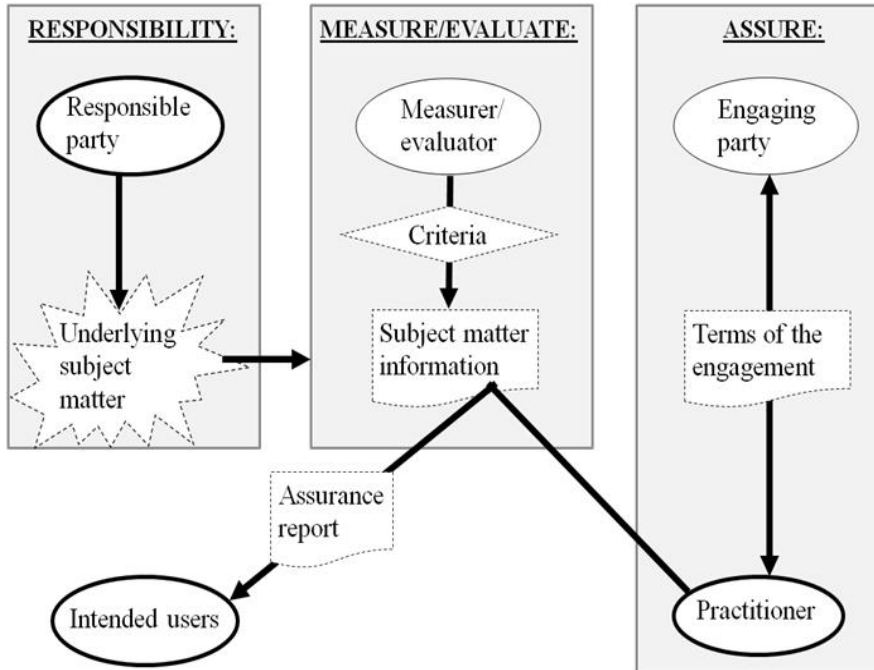 RESPONSIBILITY:
Responsible
party
Underlying
subject
matter
MEASURE/EVALUATE:
Measurer/
evaluator
Criteria
Subject matter
information
ASSURE:
Engaging
party
Terms of the
engagement
Practitioner
Assurance
report
Intended users